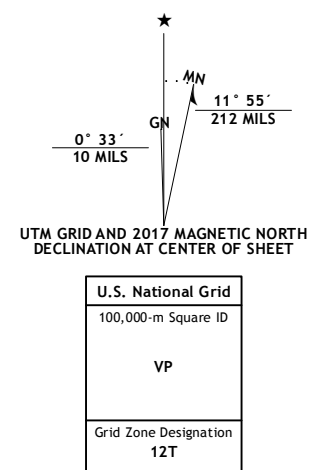 ★
MN
GN
11° 55´
212 MILS
0° 33´
10 MILS
UTM GRID AND 2017 MAGNETIC NORTH
DECLINATION AT CENTER OF SHEET
U.S. National Grid
100,000-m Square ID
VP
Grid Zone Designation
12T